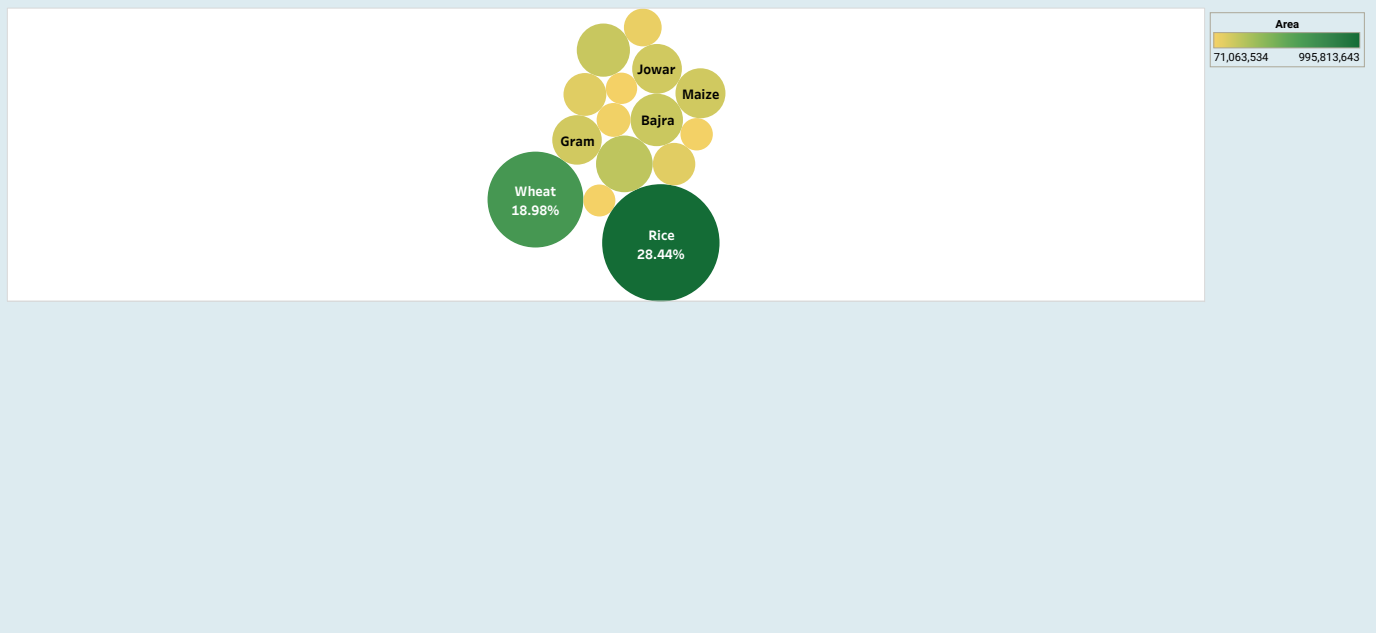 Area
71,063,534 995,813,643
Jowar
Maize
Bajra
Gram
Wheat
18.98%
Rice
28.44%